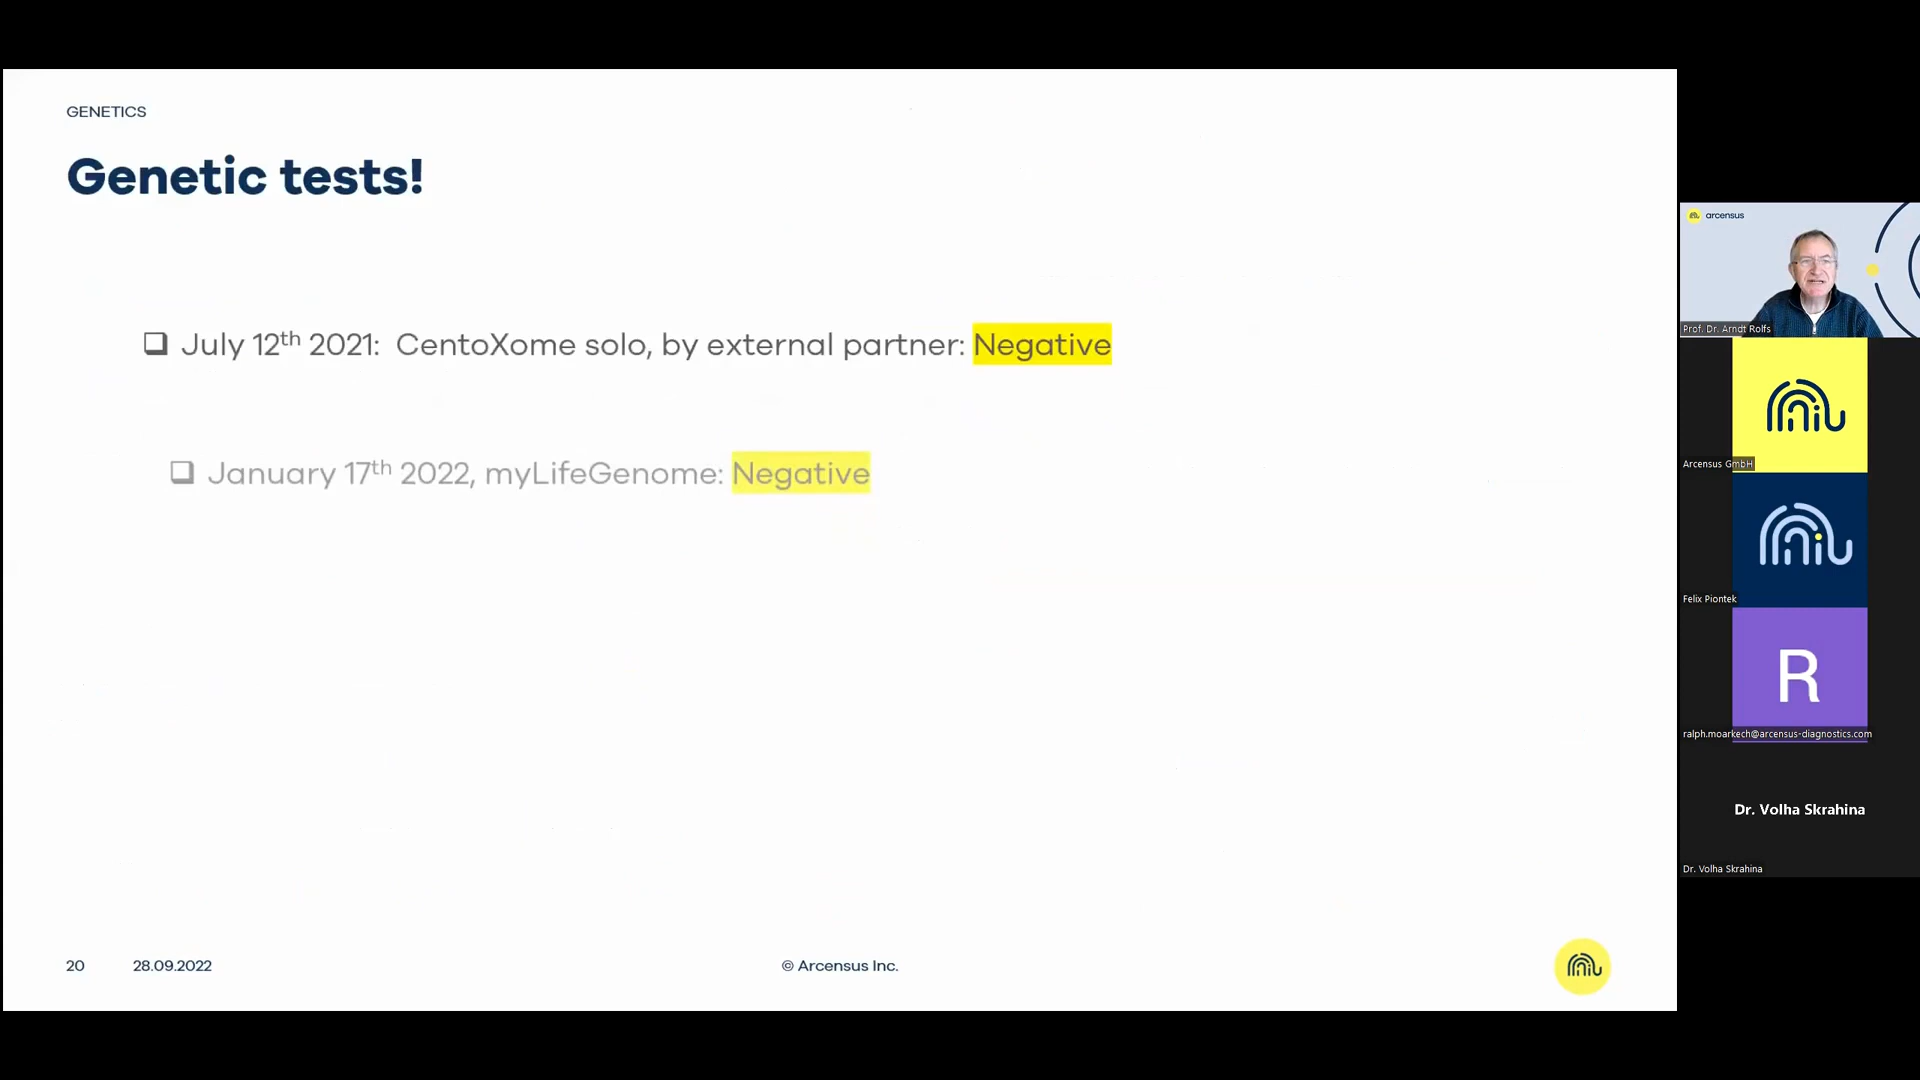 GENETICS
Genetic tests!
❑ July 12th 2021: CentoXome solo, by external partner: Negative
❑ January 17th 2022, myLifeGenome: Negative
20 28.09.2022 © Arcensus Inc.
arcensus
Prof. Dr. Arndt Rolfs
Arcensus GmbH
Felix Piontek
R
ralph.moarkech@arcensus-diagnostics.com
Dr. Volha Skrahina
Dr. Volha Skrahina